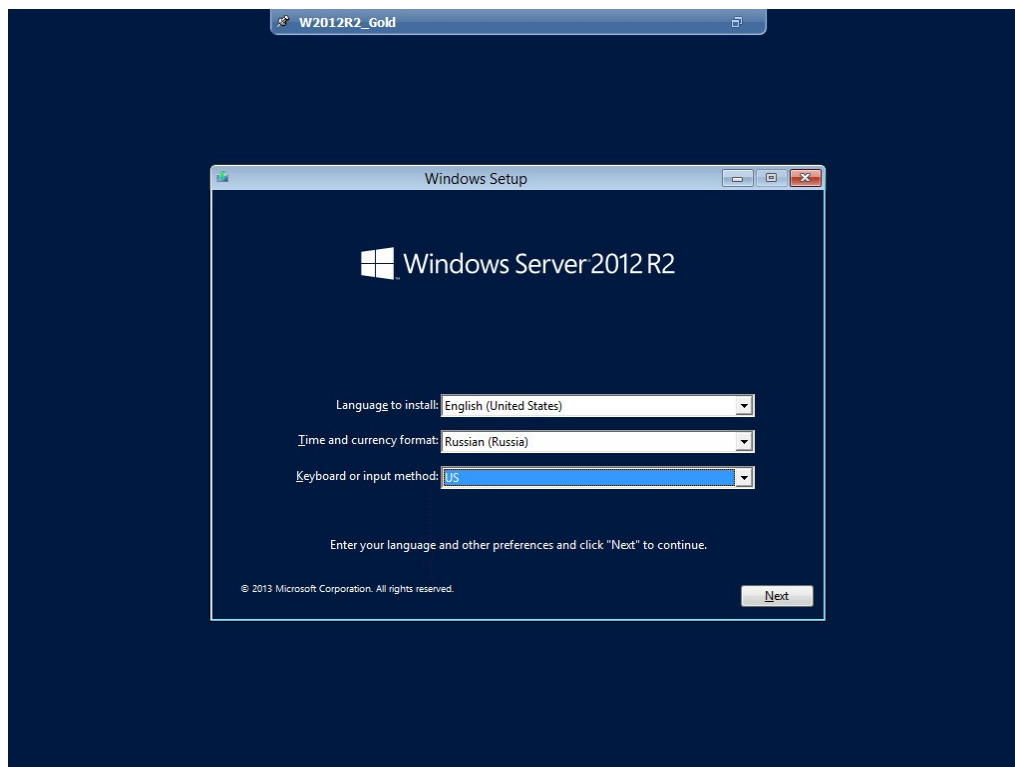 W2012R2_Gold
Windows Setup
Windows Server 2012 R2
Language to install: English (United States)
Time and currency format: Russian (Russia)
Keyboard or input method: US
Enter your language and other preferences and click "Next" to continue.
© 2013 Microsoft Corporation. All rights reserved.
Next